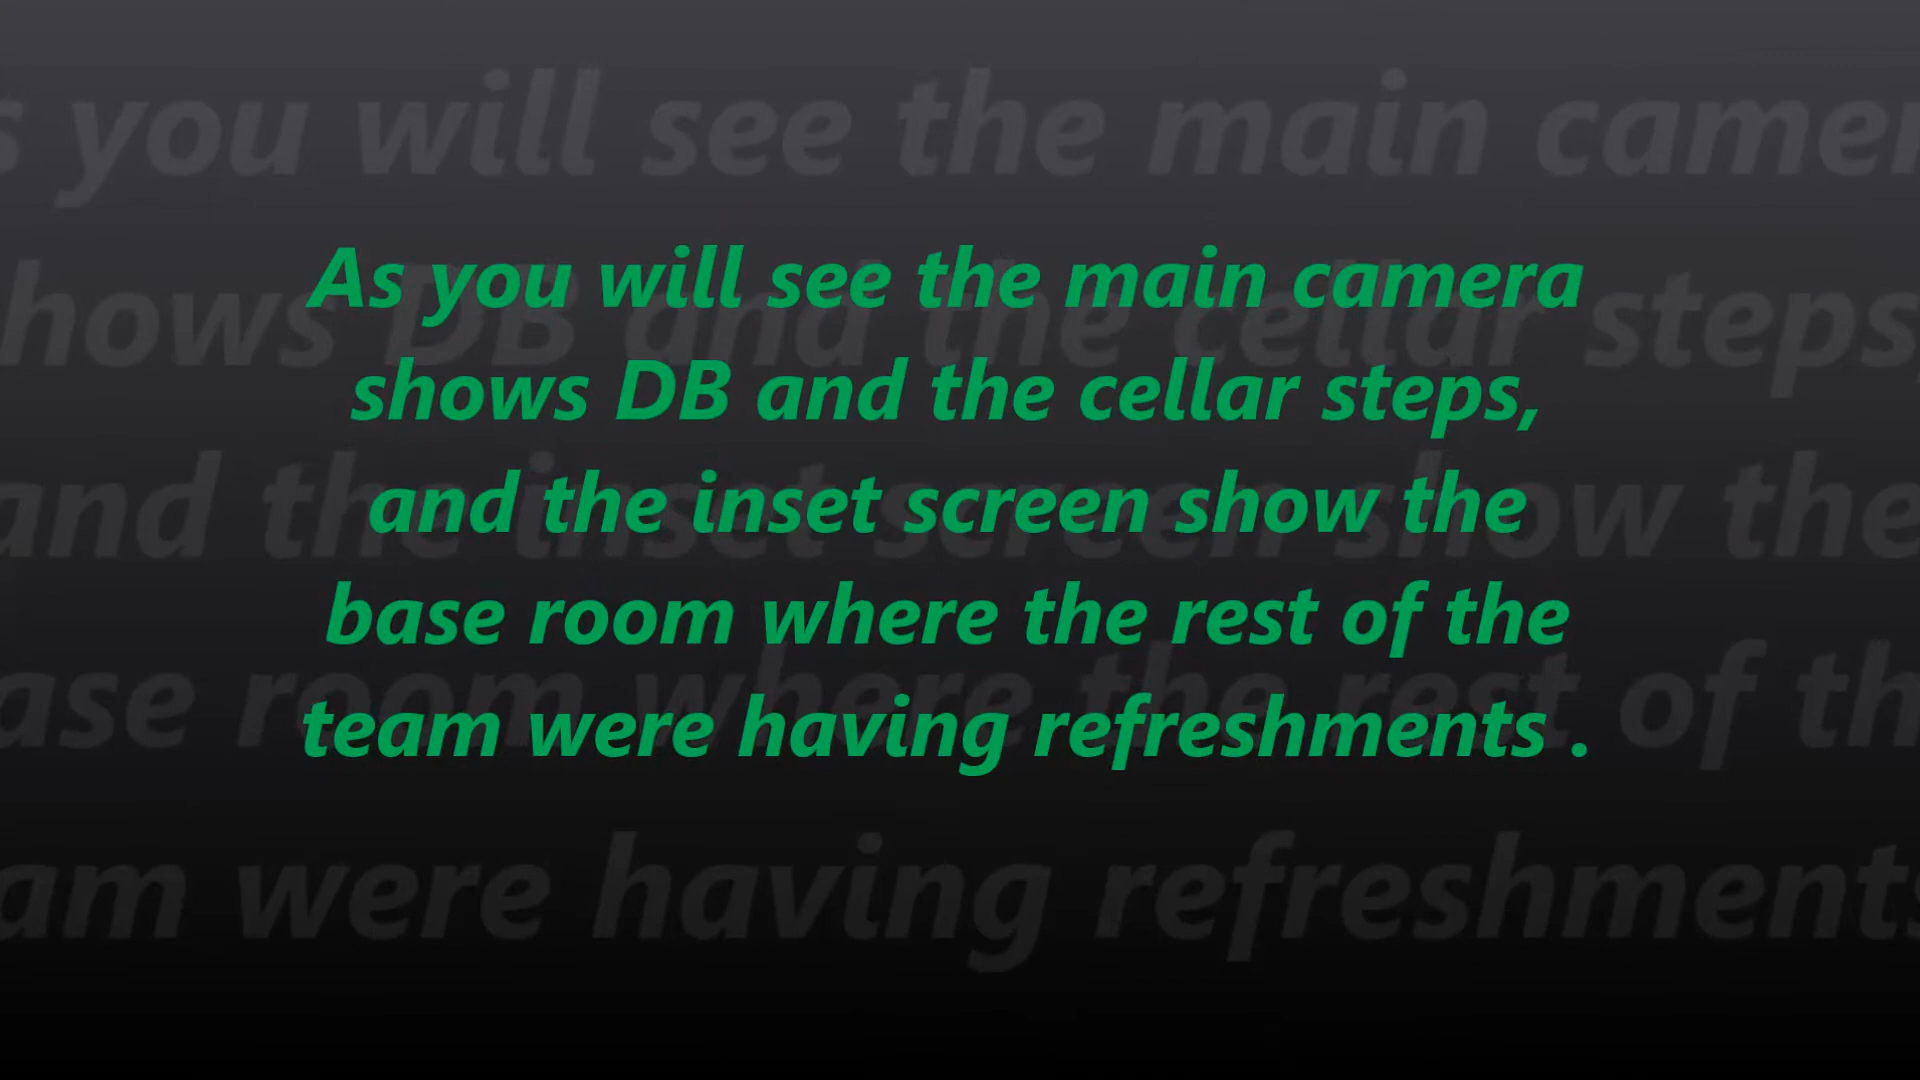 As you will see the main camera
shows DB and the cellar steps,
and the inset screen show the
base room where the rest of the
team were having refreshments .